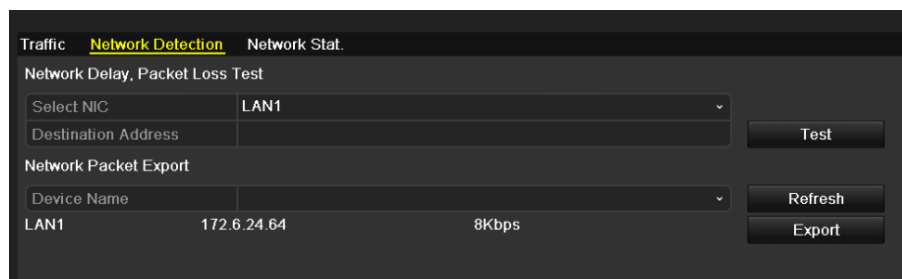 Traffic Network Detection Network Stat.
Network Delay, Packet Loss Test
Select NIC LAN1
Destination Address Test
Network Packet Export
Device Name Refresh
LAN1 172.6.24.64 8Kbps Export